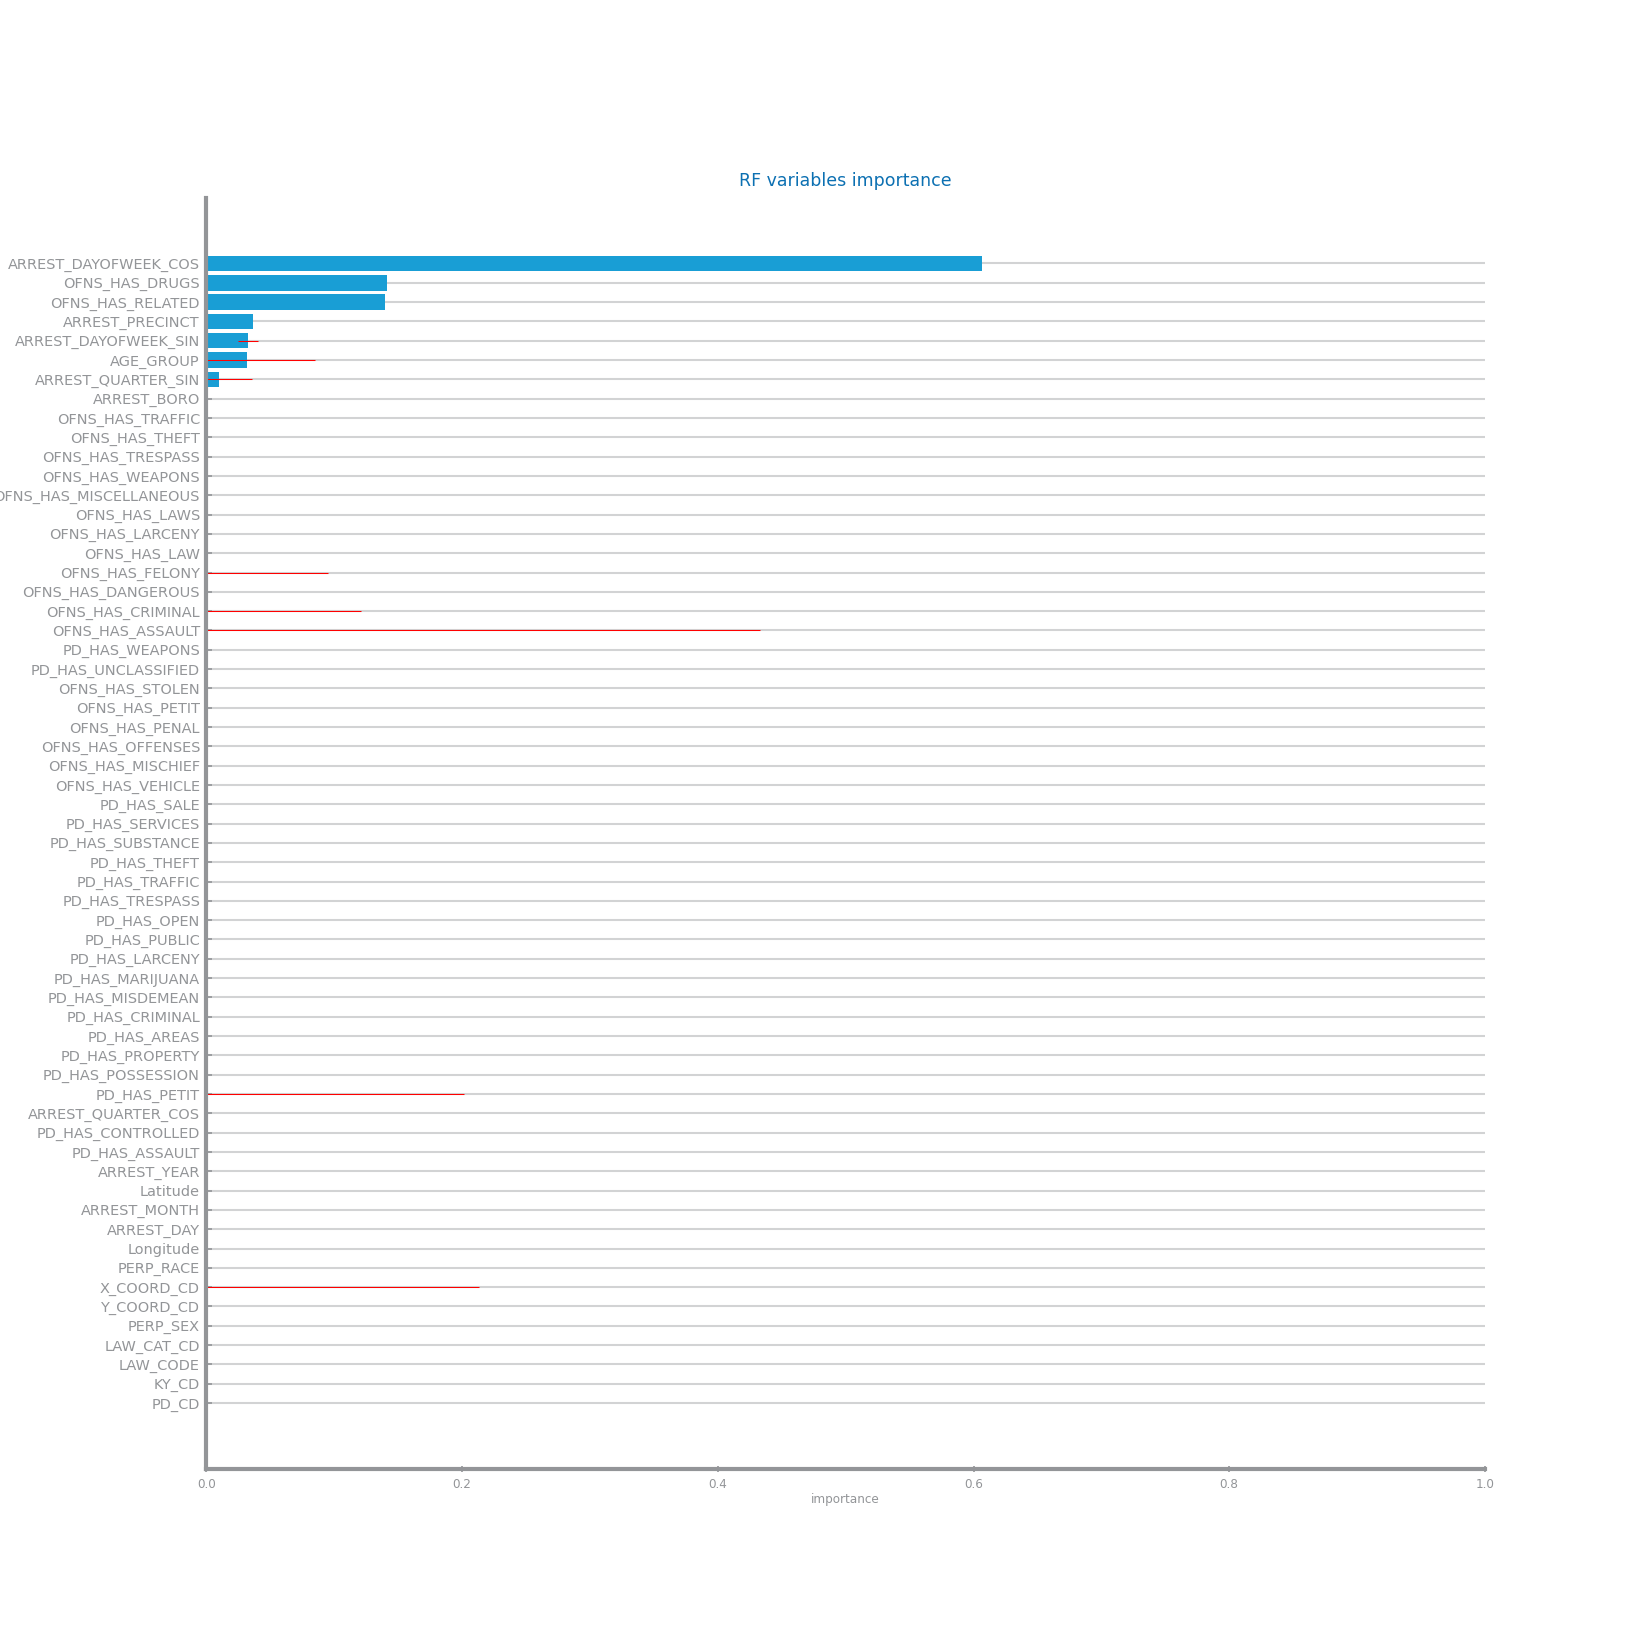 RF variables importance
ARREST_DAYOFWEEK_COS
OFNS_HAS_DRUGS
OFNS_HAS_RELATED
ARREST_PRECINCT
ARREST_DAYOFWEEK_SIN
AGE_GROUP
ARREST_QUARTER_SIN
ARREST_BORO
OFNS_HAS_TRAFFIC
OFNS_HAS_THEFT
OFNS_HAS_TRESPASS
OFNS_HAS_WEAPONS
OFNS_HAS_MISCELLANEOUS
OFNS_HAS_LAWS
OFNS_HAS_LARCENY
OFNS_HAS_LAW
OFNS_HAS_FELONY
OFNS_HAS_DANGEROUS
OFNS_HAS_CRIMINAL
OFNS_HAS_ASSAULT
PD_HAS_WEAPONS
PD_HAS_UNCLASSIFIED
OFNS_HAS_STOLEN
OFNS_HAS_PETIT
OFNS_HAS_PENAL
OFNS_HAS_OFFENSES
OFNS_HAS_MISCHIEF
OFNS_HAS_VEHICLE
PD_HAS_SALE
PD_HAS_SERVICES
PD_HAS_SUBSTANCE
PD_HAS_THEFT
PD_HAS_TRAFFIC
PD_HAS_TRESPASS
PD_HAS_OPEN
PD_HAS_PUBLIC
PD_HAS_LARCENY
PD_HAS_MARIJUANA
PD_HAS_MISDEMEAN
PD_HAS_CRIMINAL
PD_HAS_AREAS
PD_HAS_PROPERTY
PD_HAS_POSSESSION
PD_HAS_PETIT
ARREST_QUARTER_COS
PD_HAS_CONTROLLED
PD_HAS_ASSAULT
ARREST_YEAR
Latitude
ARREST_MONTH
ARREST_DAY
Longitude
PERP_RACE
X_COORD_CD
Y_COORD_CD
PERP_SEX
LAW_CAT_CD
LAW_CODE
KY_CD
PD_CD
0.0 0.2 0.4 0.6 0.8 1.0
importance